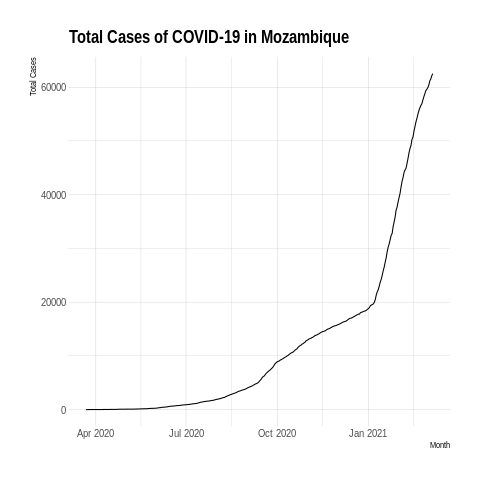 Total Cases of COVID-19 in Mozambique
Total Cases
60000
40000
20000
0
Apr 2020 Jul 2020 Oct 2020 Jan 2021
Month